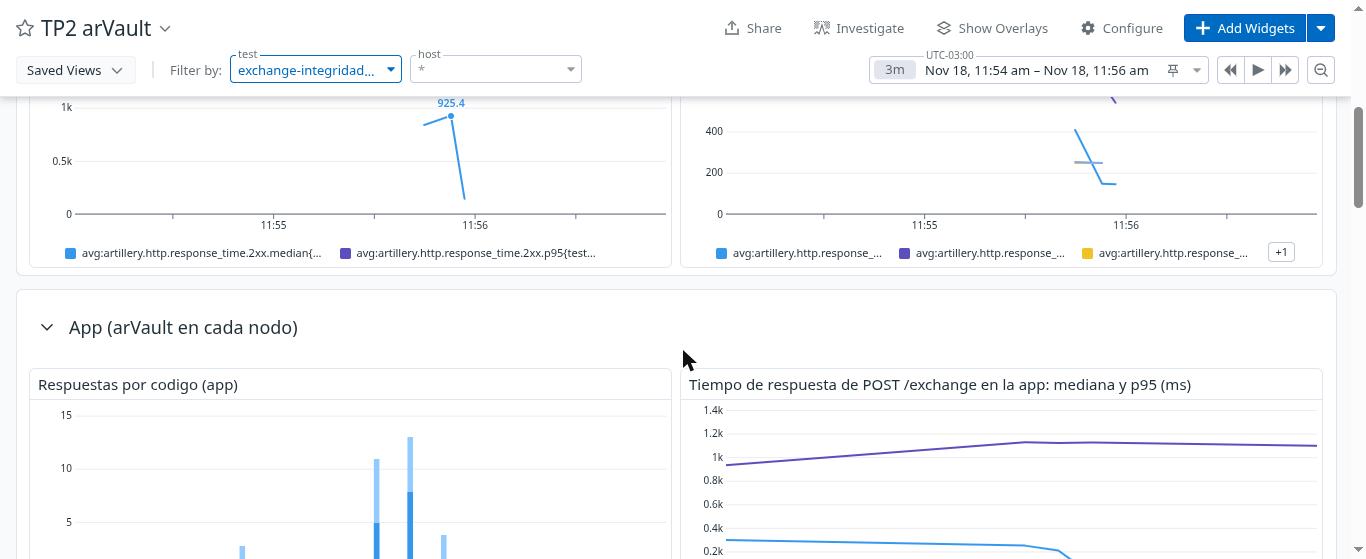 TP2 arVault
Share
Investigate
Show Overlays
Configure
+ Add Widgets
Saved Views
Filter by:
test
exchange-integridad...
host
*
UTC-03:00
3m
Nov 18, 11:54 am – Nov 18, 11:56 am
1k
0.5k
0
925.4
11:55
11:56
avg:artillery.http.response_time.2xx.median{...
avg:artillery.http.response_time.2xx.p95{test...
400
200
0
11:55
11:56
avg:artillery.http.response_...
avg:artillery.http.response_...
avg:artillery.http.response_...
+1
App (arVault en cada nodo)
Respuestas por codigo (app)
15
10
5
Tiempo de respuesta de POST /exchange en la app: mediana y p95 (ms)
1.4k
1.2k
1k
0.8k
0.6k
0.4k
0.2k